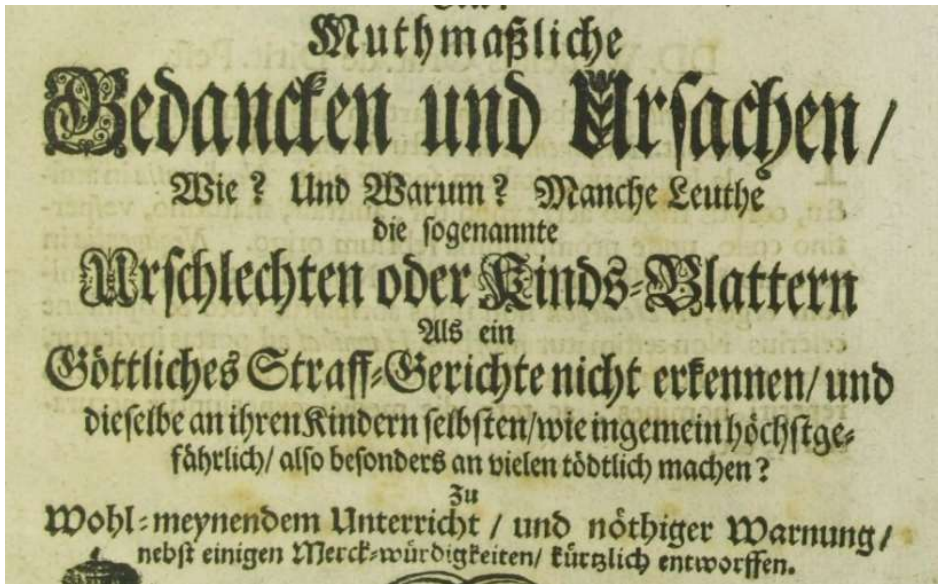 Muthmaßliche
Gedancken und Ursachen/
Wie? Und Warum? Manche Leuthe
die sogenannte
Urschlechten oder Kinds-Blattern
Als ein
Göttliches Straff-Gerichte nicht erkennen/ und
dieselbe an ihren Kindern selbsten/ wie ingemein höchstge-
fährlich/ also besonders an vielen tödtlich machen?
Zu
Wohl-meynendem Unterricht/ und nöthiger Warnung/
nebst einigen Merck-würdigkeiten/ kürtzlich entworffen.